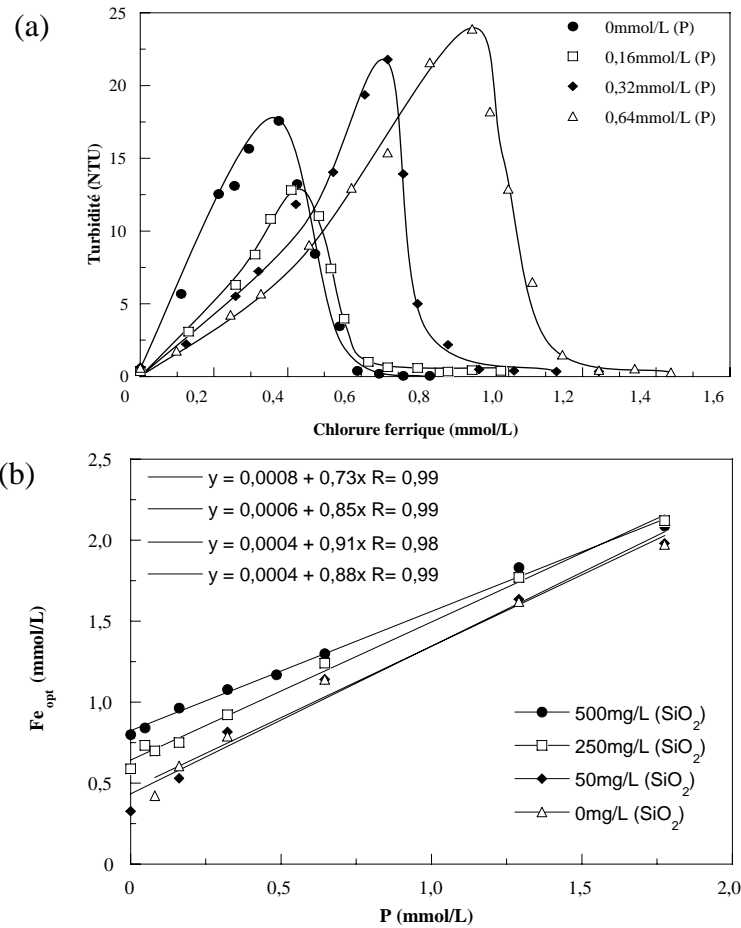 (a)
25
20
15
10
5
0
Turbidité (NTU)
0mmol/L (P)
0,16mmol/L (P)
0,32mmol/L (P)
0,64mmol/L (P)
0 0,2 0,4 0,6 0,8 1,0 1,2 1,4 1,6
Chlorure ferrique (mmol/L)
(b)
2,5
2,0
1,5
1,0
0,5
0
Fe opt (mmol/L)
y = 0,0008 + 0,73x R= 0,99
y = 0,0006 + 0,85x R= 0,99
y = 0,0004 + 0,91x R= 0,98
y = 0,0004 + 0,88x R= 0,99
500mg/L (SiO2)
250mg/L (SiO2)
50mg/L (SiO2)
0mg/L (SiO2)
0 0,5 1,0 1,5 2,0
P (mmol/L)